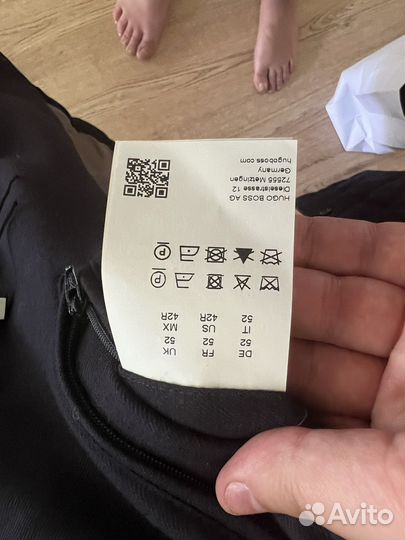 DE FR UK
52 52 52
IT US MX
52 42R 42R
P
P
HUGO BOSS AG
Dieselstrasse 12
72555 Metzingen
Germany
hugoboss.com
Avito